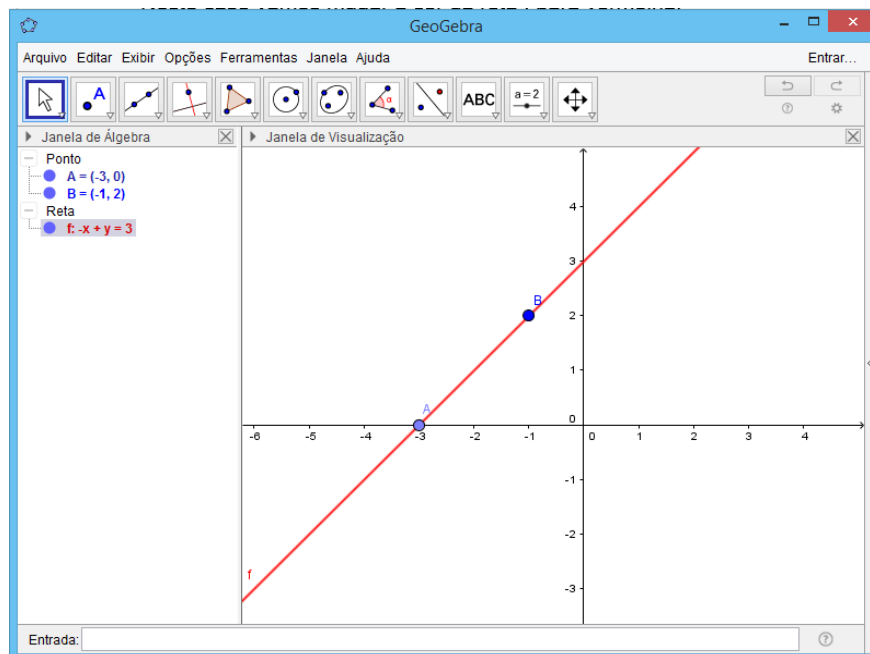 GeoGebra
Arquivo Editar Exibir Opções Ferramentas Janela Ajuda
Entrar...
A
α
ABC
a = 2
Janela de Álgebra
Janela de Visualização
Ponto
A = (-3, 0)
B = (-1, 2)
Reta
f: -x + y = 3
4
3
B
2
1
A
0
-6 -5 -4 -3 -2 -1 0 1 2 3 4
-1
-2
f
-3
Entrada: